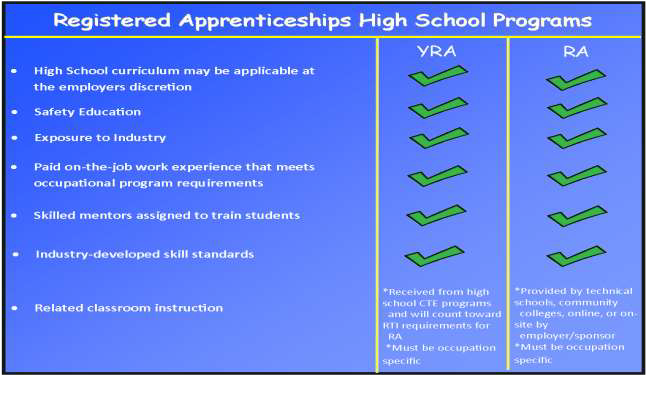 Registered Apprenticeships High School Programs
YRA
RA
• High School curriculum may be applicable at
the employers discretion
• Safety Education
• Exposure to Industry
• Paid on-the-job work experience that meets
occupational program requirements
• Skilled mentors assigned to train students
• Industry-developed skill standards
• Related classroom instruction
*Received from high
school CTE programs
and will count toward
RTI requirements for
RA
*Must be occupation
specific
*Provided by technical
schools, community
colleges, online, or on-
site by
employer/sponsor
*Must be occupation
specific